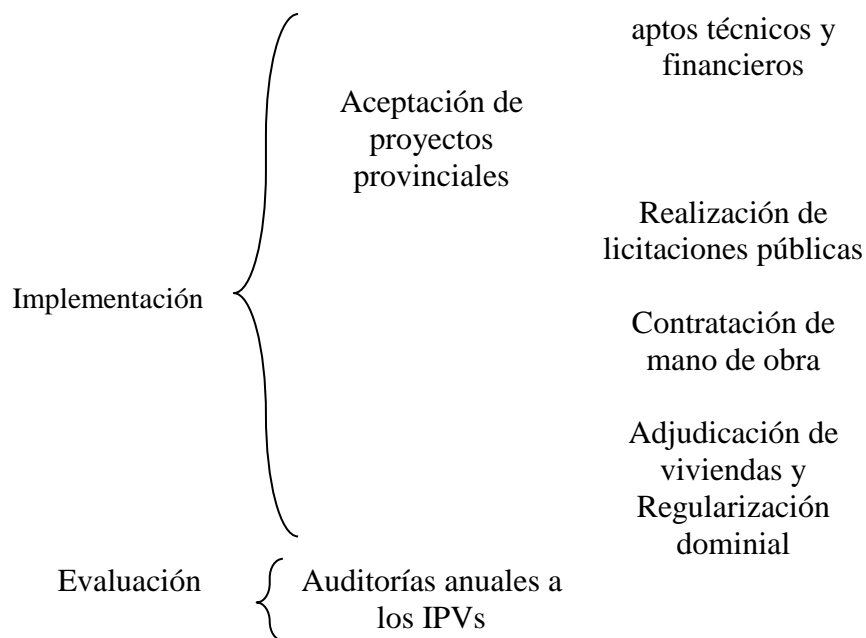 aptos técnicos y
financieros
Aceptación de
proyectos
provinciales
Realización de
licitaciones públicas
Implementación
Contratación de
mano de obra
Adjudicación de
viviendas y
Regularización
dominial
Evaluación
Auditorías anuales a
los IPVs